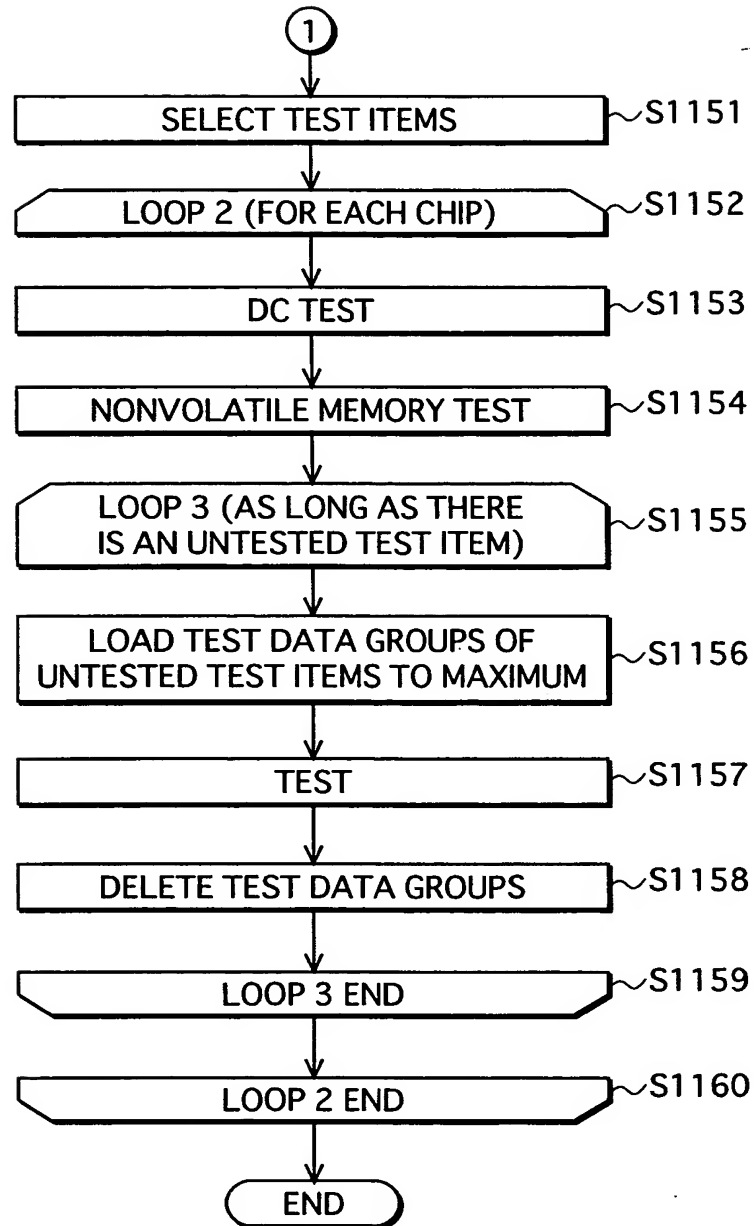 1
SELECT TEST ITEMS
S1151
LOOP 2 (FOR EACH CHIP)
S1152
DC TEST
S1153
NONVOLATILE MEMORY TEST
S1154
LOOP 3 (AS LONG AS THERE
IS AN UNTESTED TEST ITEM)
S1155
LOAD TEST DATA GROUPS OF
UNTESTED TEST ITEMS TO MAXIMUM
S1156
TEST
S1157
DELETE TEST DATA GROUPS
S1158
LOOP 3 END
S1159
LOOP 2 END
S1160
END